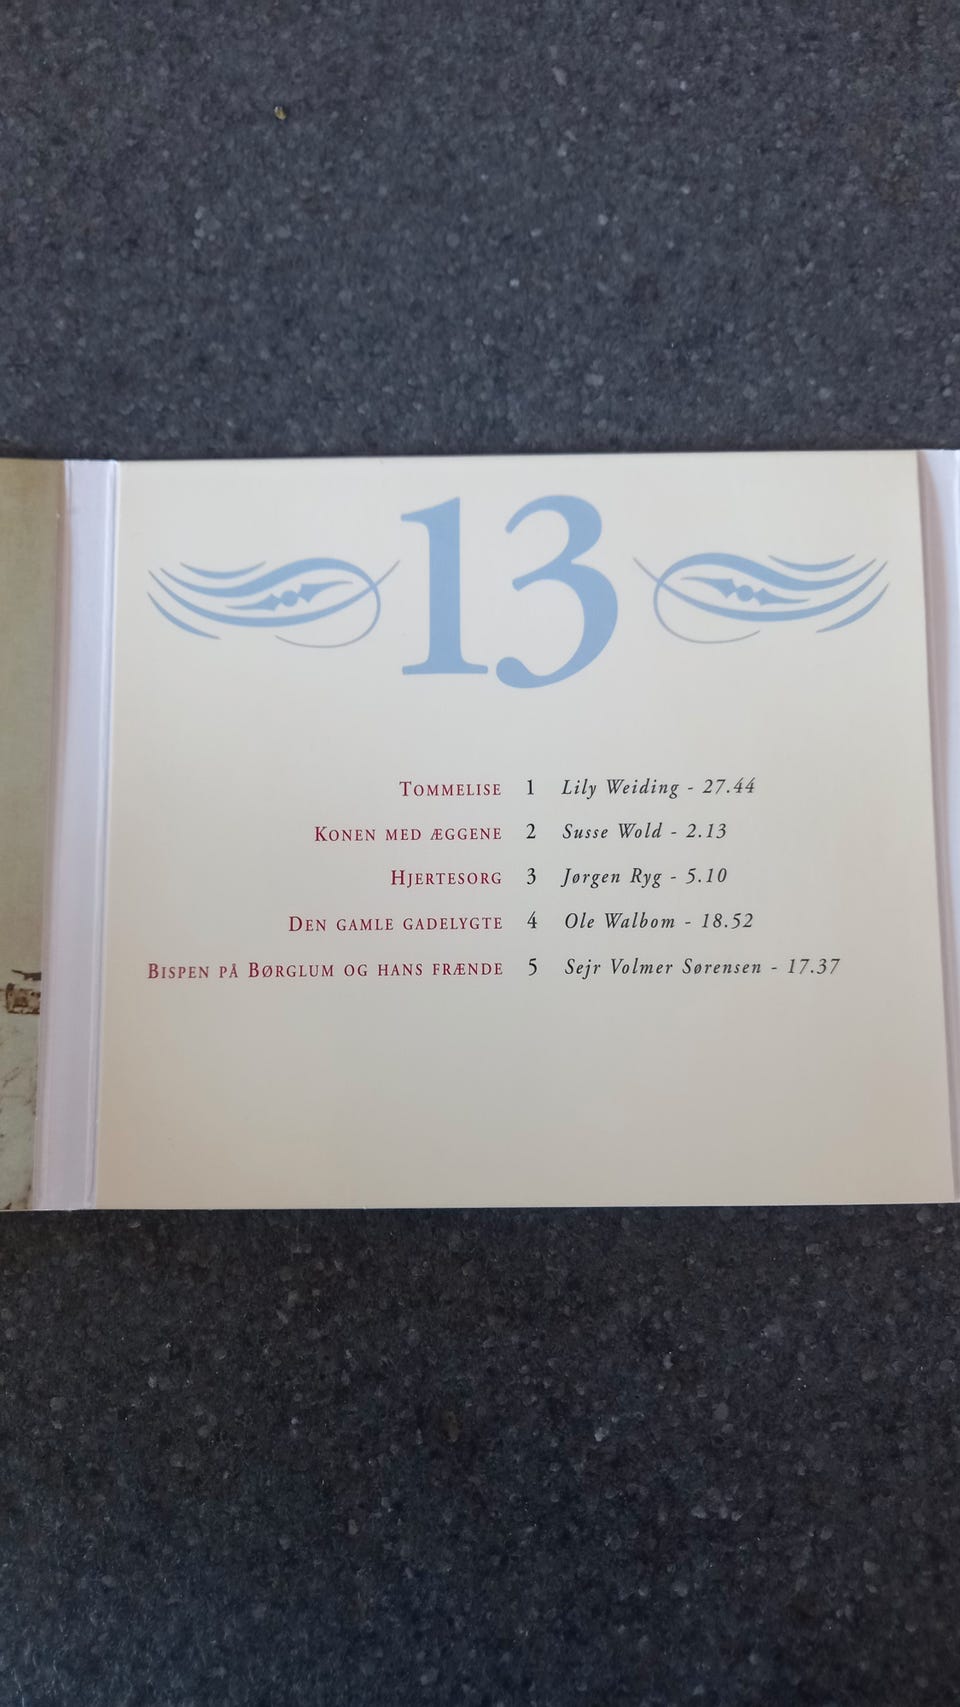 13
TOMMELISE 1 Lily Weiding - 27.44
KONEN MED ÆGGENE 2 Susse Wold - 2.13
HJERTESORG 3 Jørgen Ryg - 5.10
DEN GAMLE GADELYGTE 4 Ole Walbom - 18.52
BISPEN PÅ BØRGLUM OG HANS FRÆNDE 5 Sejr Volmer Sørensen - 17.37